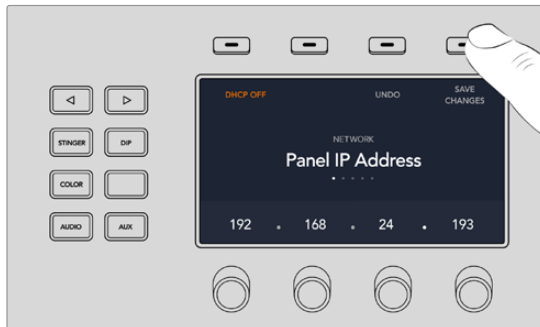 DHCP OFF
UNDO
SAVE
CHANGES
NETWORK
Panel IP Address
192 . 168 . 24 . 193
STINGER
DIP
COLOR
AUDIO
AUX